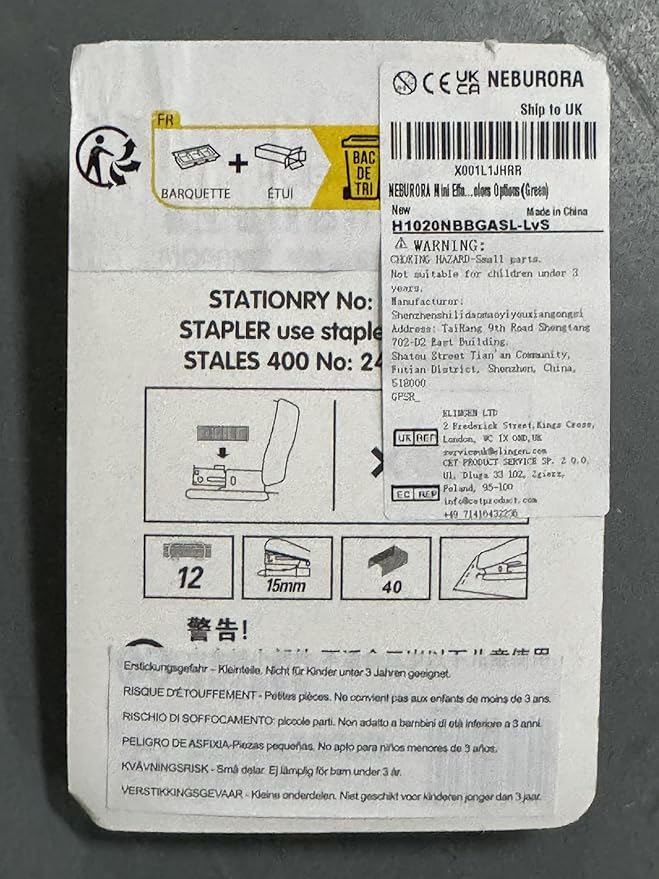 FR
BARQUETTE
+
ÉTUI
BAC
DE
TRI
CE UK CA NEBURORA
Ship to UK
X001L1JHRR
NEBURORA Mini Effo...olors Options(Green)
New
Made in China
H1020NBBGASL-LvS
WARNING:
CHOKING HAZARD-Small parts.
Not suitable for children under 3
years.
Manufacturer:
Shenzhenshilidaomaoyiyouxiangongsi
Address: TaiRang 9th Road Shengtang
702-D2 East Building,
Shatou Street Tian'an Community,
Futian District, Shenzhen, China,
518000
GPSR_
UK REP
ELINGEN LTD
2 Frederick Street,Kings Cross,
London, WC 1X 0ND,UK
serviceuk@elingen.com
EC REP
CET PRODUCT SERVICE SP. Z O.O.
Ul. Dluga 33 102, Zgierz,
Poland, 95-100
info@cetproduct.com
+49 71416432236
STATIONRY No:
STAPLER use staple
STALES 400 No: 24
12
15mm
40
警告!
Erstickungsgefahr – Kleinteile. Nicht für Kinder unter 3 Jahren geeignet.
RISQUE D'ÉTOUFFEMENT - Petites pièces. Ne convient pas aux enfants de moins de 3 ans.
RISCHIO DI SOFFOCAMENTO: piccole parti. Non adatto a bambini di età inferiore a 3 anni.
PELIGRO DE ASFIXIA-Piezas pequeñas. No apto para niños menores de 3 años.
KVÄVNINGSRISK - Små delar. Ej lämplig för barn under 3 år.
VERSTIKKINGSGEVAAR - Kleine onderdelen. Niet geschikt voor kinderen jonger dan 3 jaar.